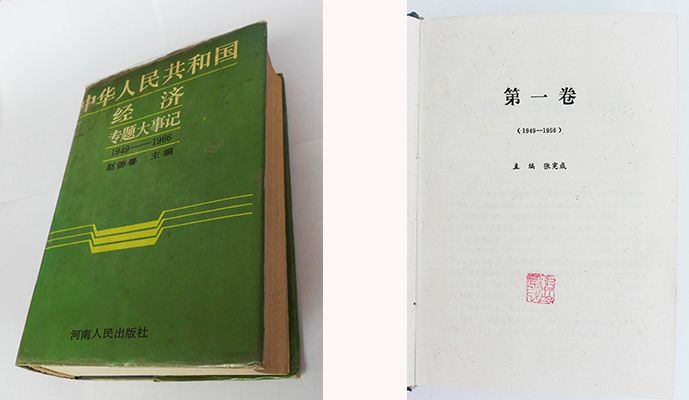 中华人民共和国
经济
专题大事记
1949——1966
赵德馨 主编
河南人民出版社
第一卷
(1949—1956)
主编 张宪成